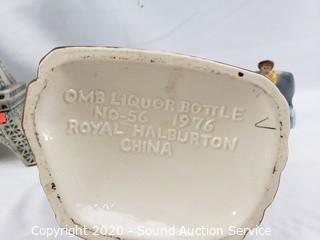 OMB LIQUOR BOTTLE
NO-56 1976
ROYAL HALBURTON
CHINA
Copyright 2020 - Sound Auction Service